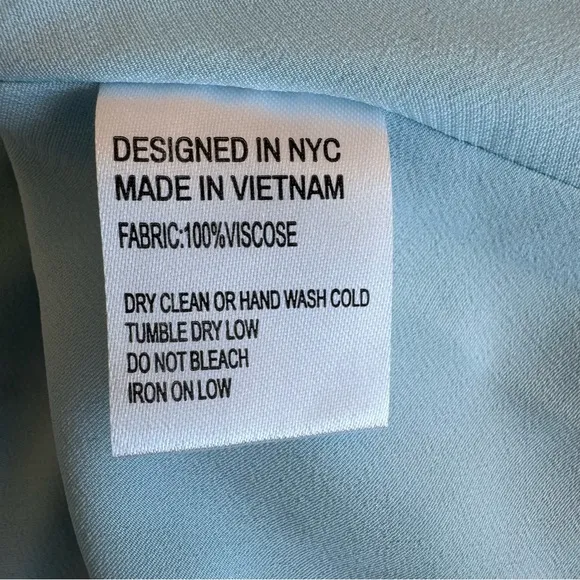 DESIGNED IN NYC
MADE IN VIETNAM
FABRIC:100%VISCOSE
DRY CLEAN OR HAND WASH COLD
TUMBLE DRY LOW
DO NOT BLEACH
IRON ON LOW